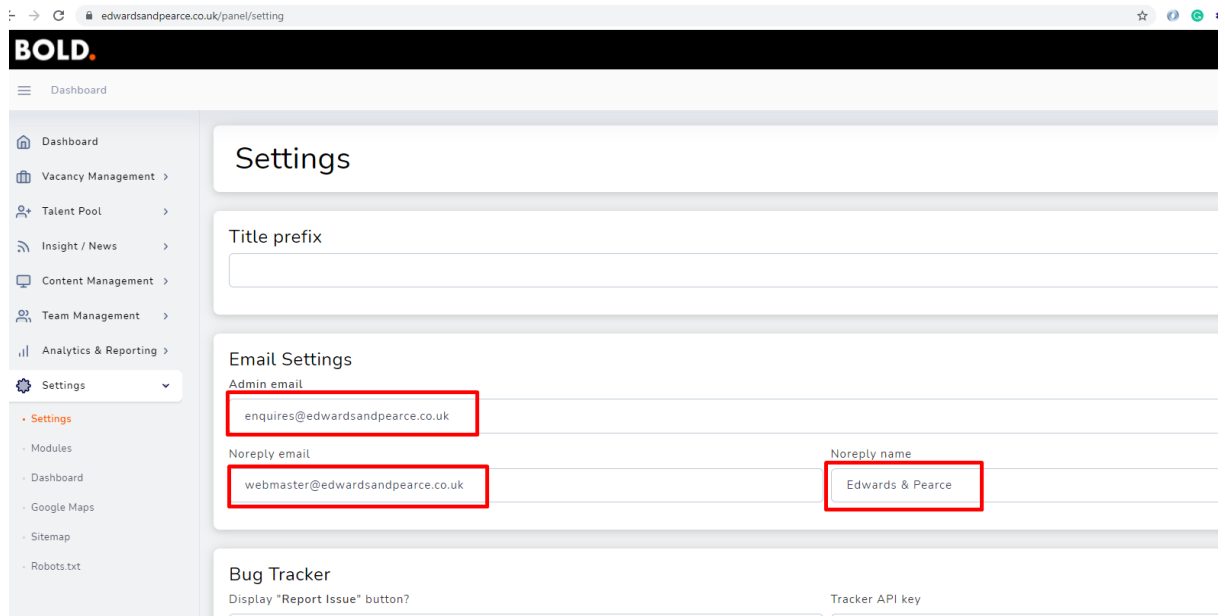 edwardsandpearce.co.uk/panel/setting
BOLD.
Dashboard
Dashboard
Vacancy Management
Talent Pool
Insight / News
Content Management
Team Management
Analytics & Reporting
Settings
Settings
Modules
Dashboard
Google Maps
Sitemap
Robots.txt
Settings
Title prefix
Email Settings
Admin email
enquires@edwardsandpearce.co.uk
Noreply email
Noreply name
webmaster@edwardsandpearce.co.uk
Edwards & Pearce
Bug Tracker
Display "Report Issue" button?
Tracker API key